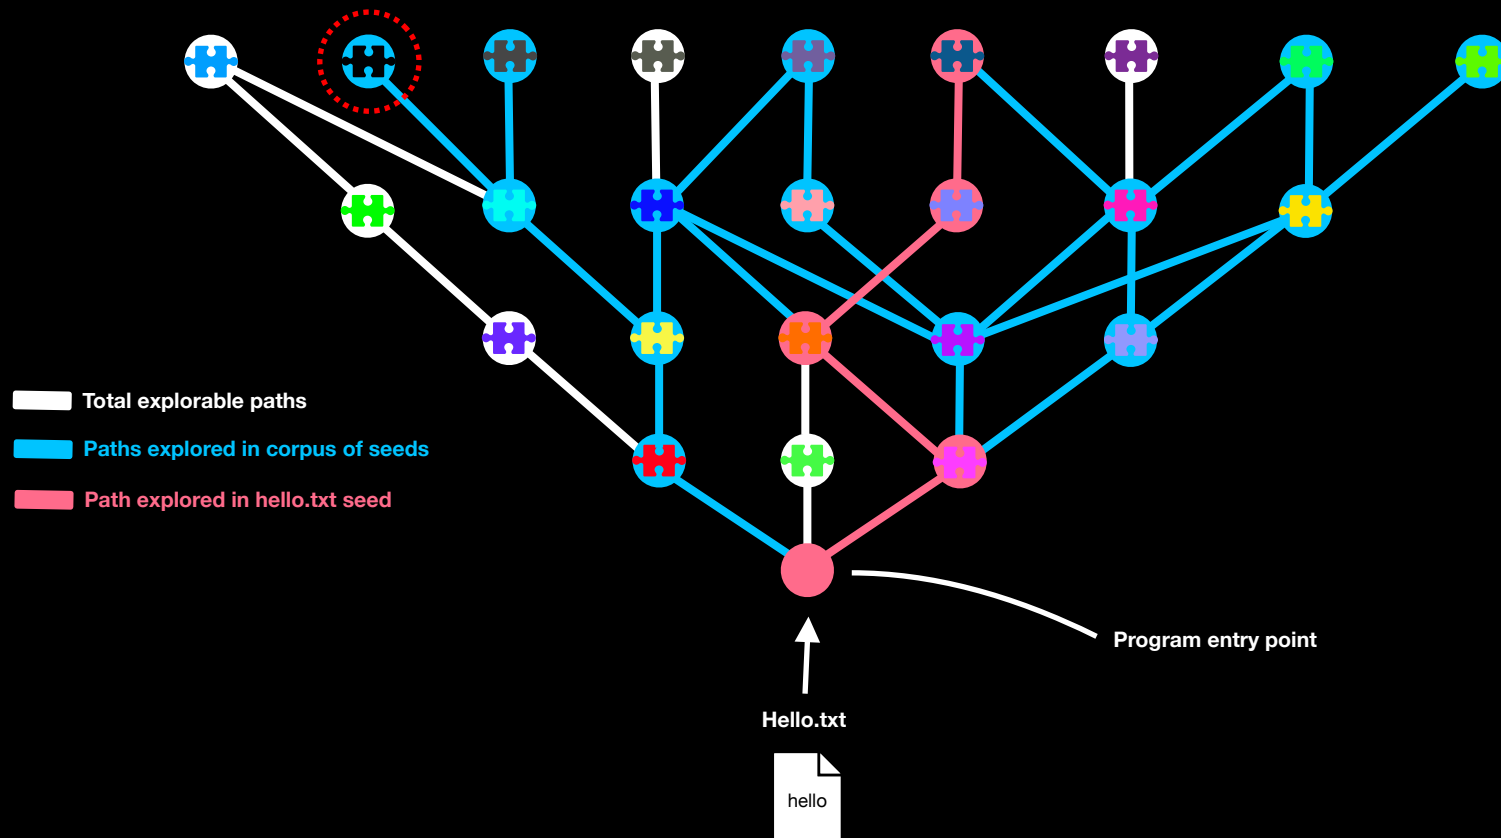 Total explorable paths
Paths explored in corpus of seeds
Path explored in hello.txt seed
Program entry point
Hello.txt
hello